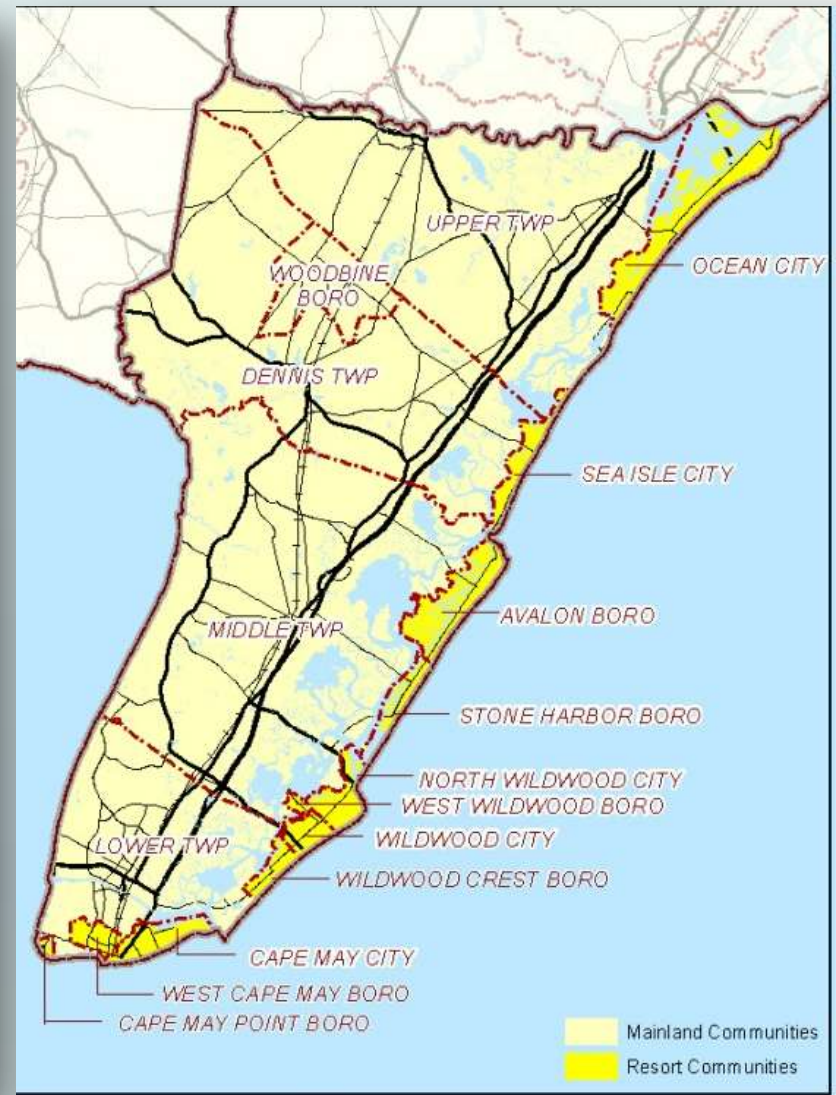 UPPER TWP
OCEAN CITY
WOODBINE
BORO
DENNIS TWP
SEA ISLE CITY
AVALON BORO
MIDDLE TWP
STONE HARBOR BORO
NORTH WILDWOOD CITY
WEST WILDWOOD BORO
WILDWOOD CITY
LOWER TWP
WILDWOOD CREST BORO
CAPE MAY CITY
WEST CAPE MAY BORO
CAPE MAY POINT BORO
Mainland Communities
Resort Communities